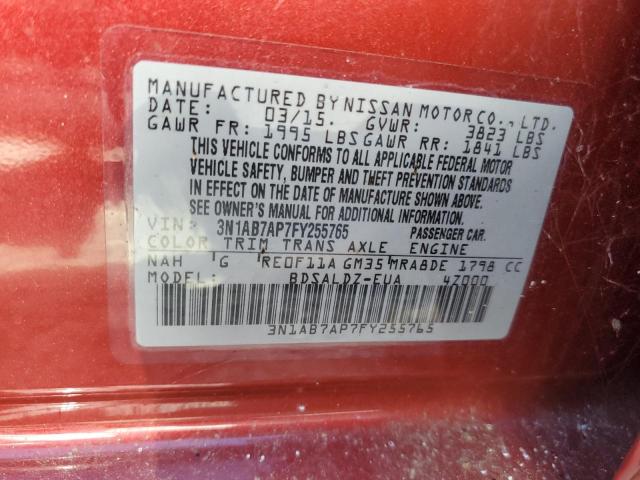 MANUFACTURED BY NISSAN MOTOR CO., LTD.
DATE: 03/15. GVWR: 3823 LBS
GAWR FR: 1995 LBS GAWR RR: 1841 LBS
THIS VEHICLE CONFORMS TO ALL APPLICABLE FEDERAL MOTOR
VEHICLE SAFETY, BUMPER AND THEFT PREVENTION STANDARDS
IN EFFECT ON THE DATE OF MANUFACTURE SHOWN ABOVE.
SEE OWNER'S MANUAL FOR ADDITIONAL INFORMATION.
VIN: 3N1AB7AP7FY255765 PASSENGER CAR.
COLOR TRIM TRANS AXLE ENGINE
NAH G RE0F11A GM35 MRA8DE 1798 CC
MODEL: BDSALDZ-EUA 4Z000
3N1AB7AP7FY255765